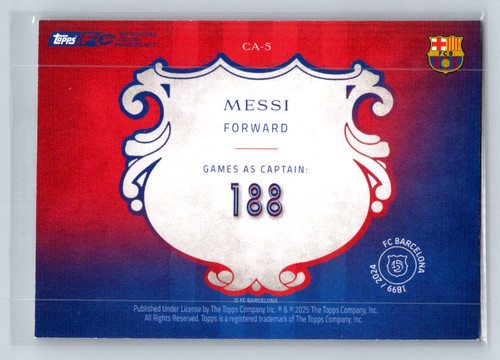 Topps FC
CA-5
FCB
MESSI
FORWARD
GAMES AS CAPTAIN:
188
FC BARCELONA
1899 / 2024
© FC BARCELONA
Published Under License by The Topps Company Inc. ® & © 2025 The Topps Company, Inc.
All Rights Reserved. Topps is a registered trademark of The Topps Company, Inc.